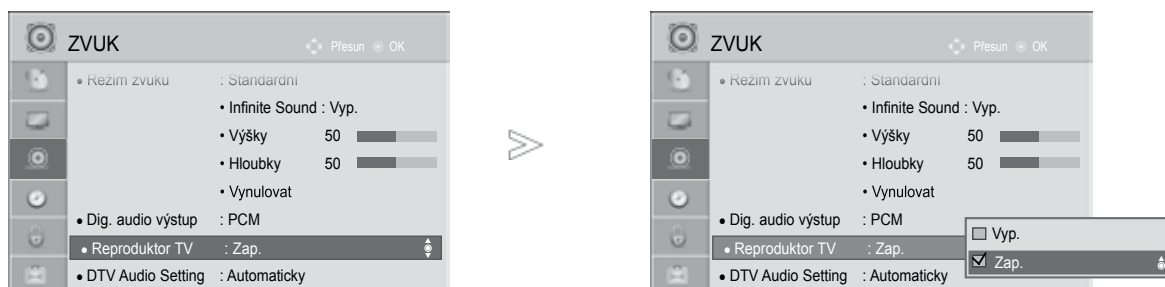 ZVUK
Přesun OK
• Režim zvuku : Standardní
• Infinite Sound : Vyp.
• Výšky 50
• Hloubky 50
• Vynulovat
• Dig. audio výstup : PCM
• Reproduktor TV : Zap.
• DTV Audio Setting : Automaticky
>
ZVUK
Přesun OK
• Režim zvuku : Standardní
• Infinite Sound : Vyp.
• Výšky 50
• Hloubky 50
• Vynulovat
• Dig. audio výstup : PCM
• Reproduktor TV : Zap.
• DTV Audio Setting : Automaticky
Vyp.
Zap.